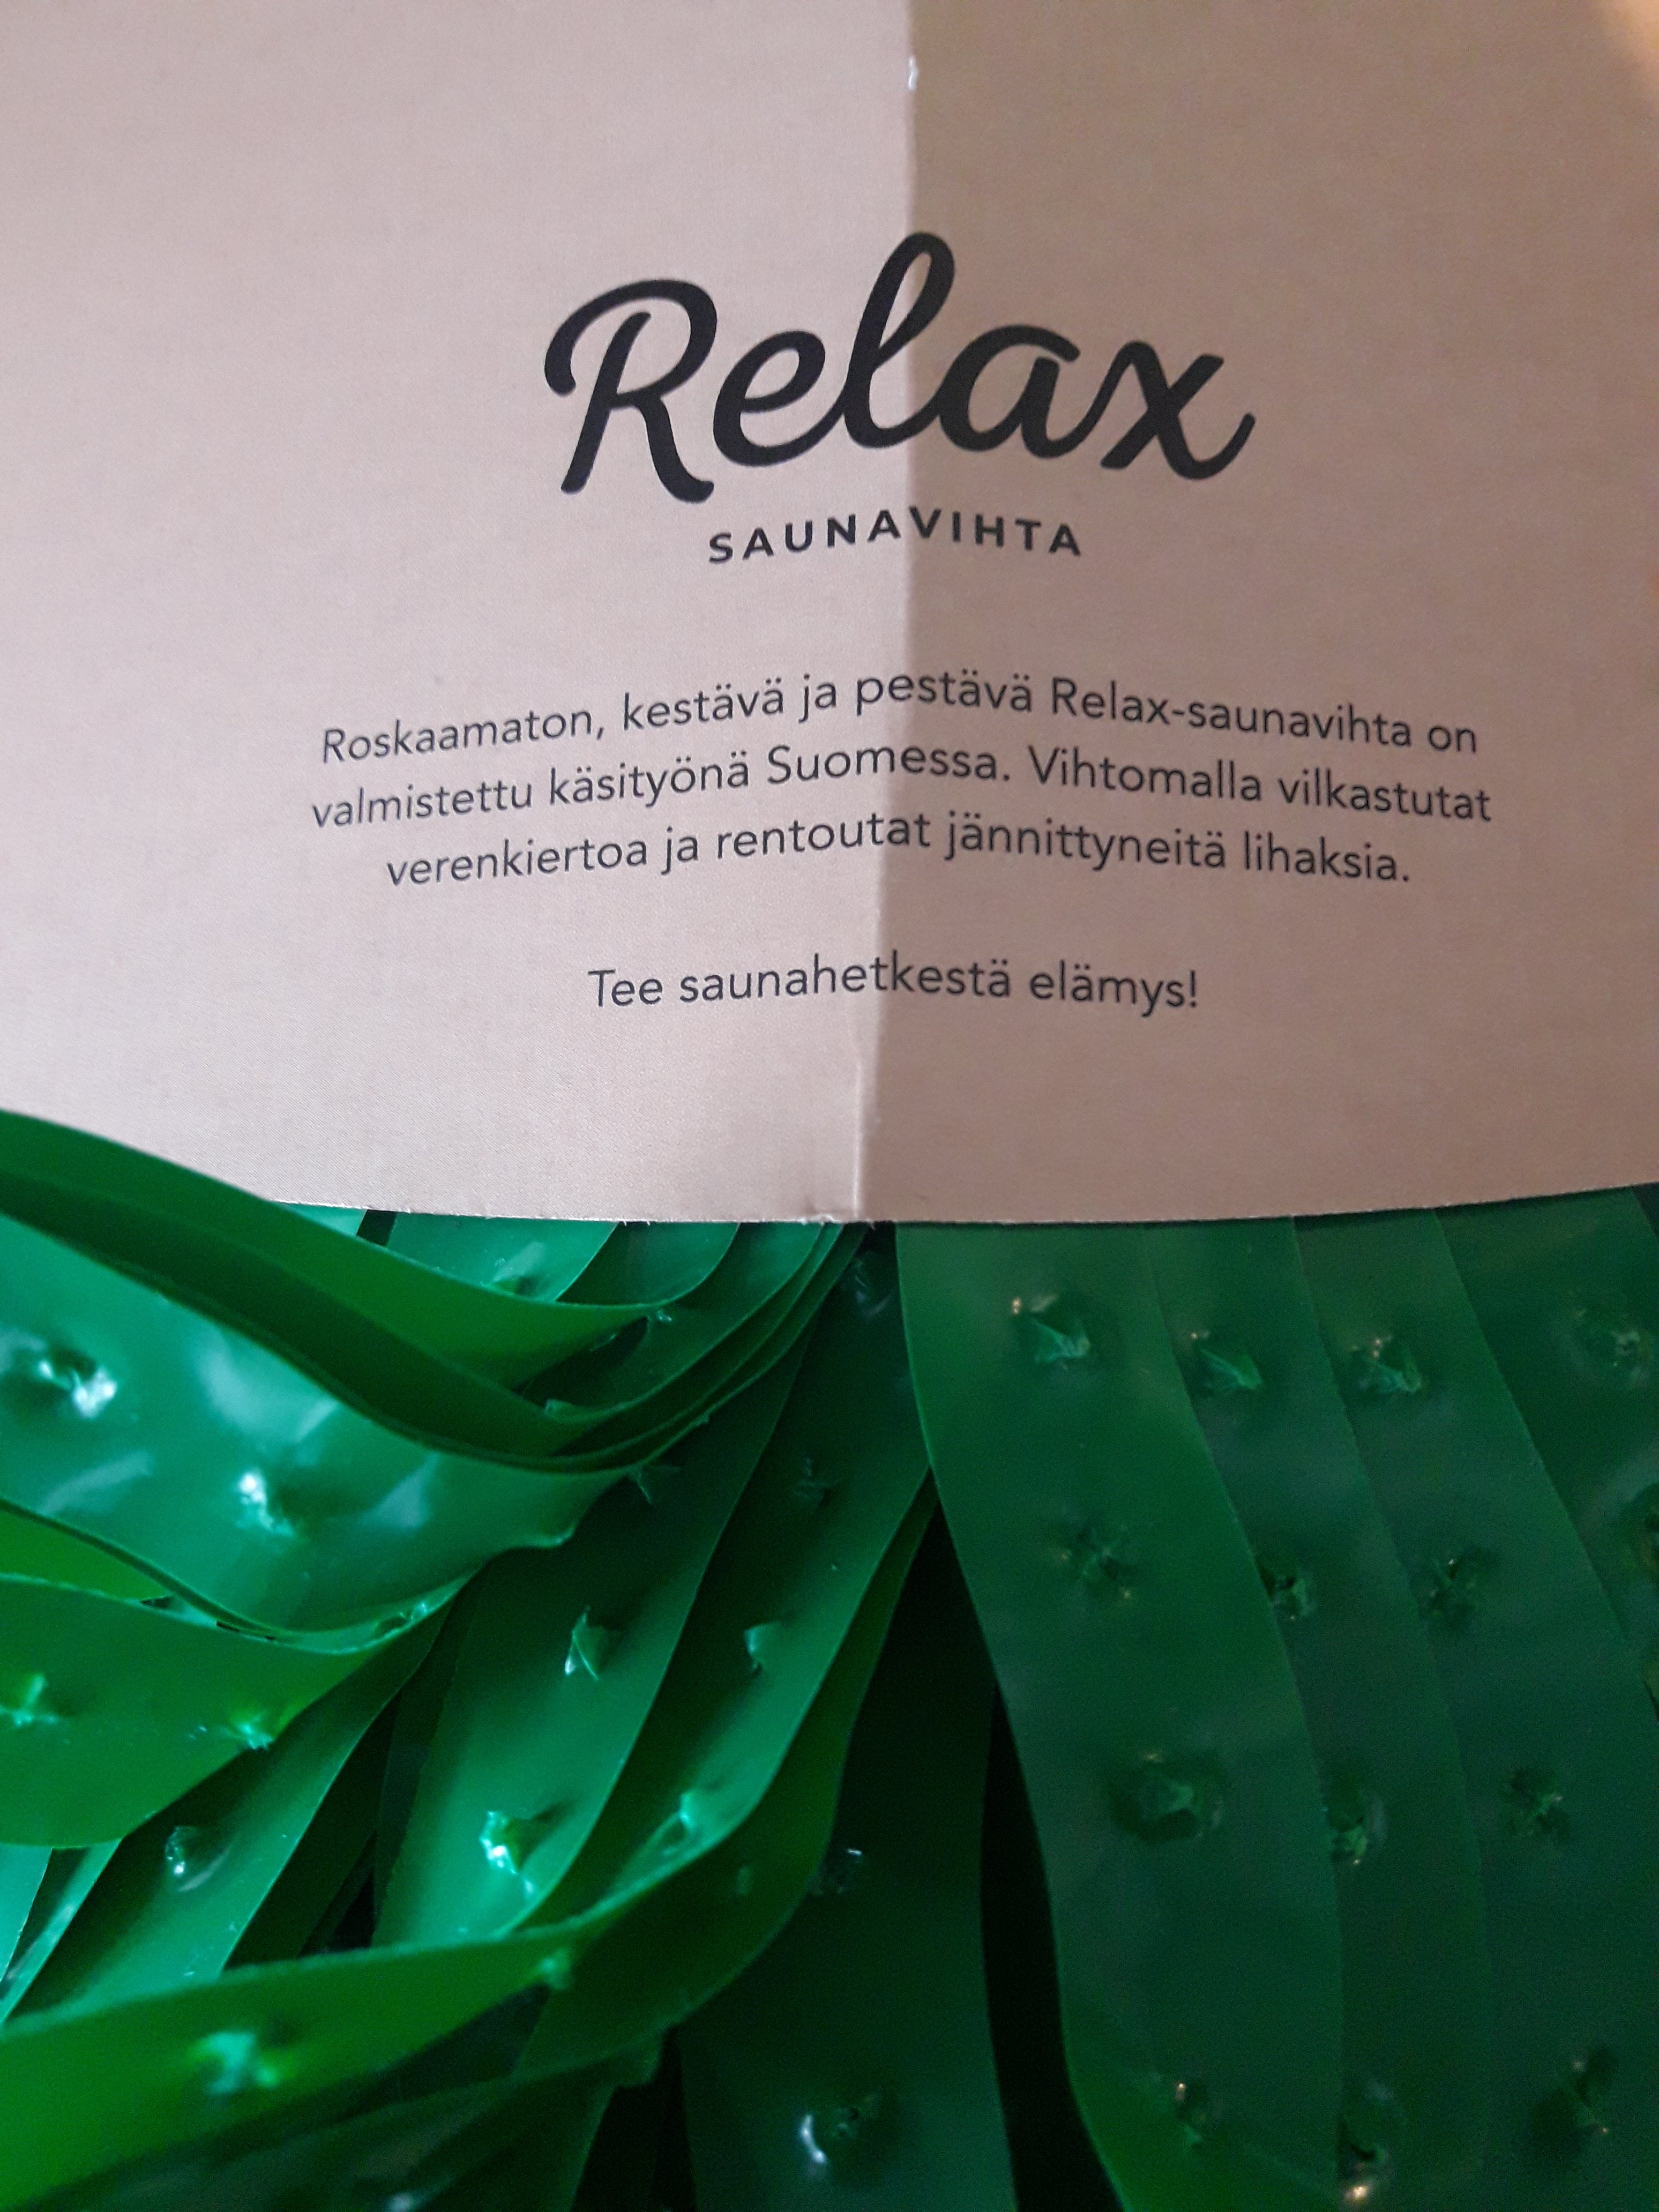 Relax
SAUNAVIHTA
Roskaamaton, kestävä ja pestävä Relax-saunavihta on
valmistettu käsityönä Suomessa. Vihtomalla vilkastutat
verenkiertoa ja rentoutat jännittyneitä lihaksia.
Tee saunahetkestä elämys!